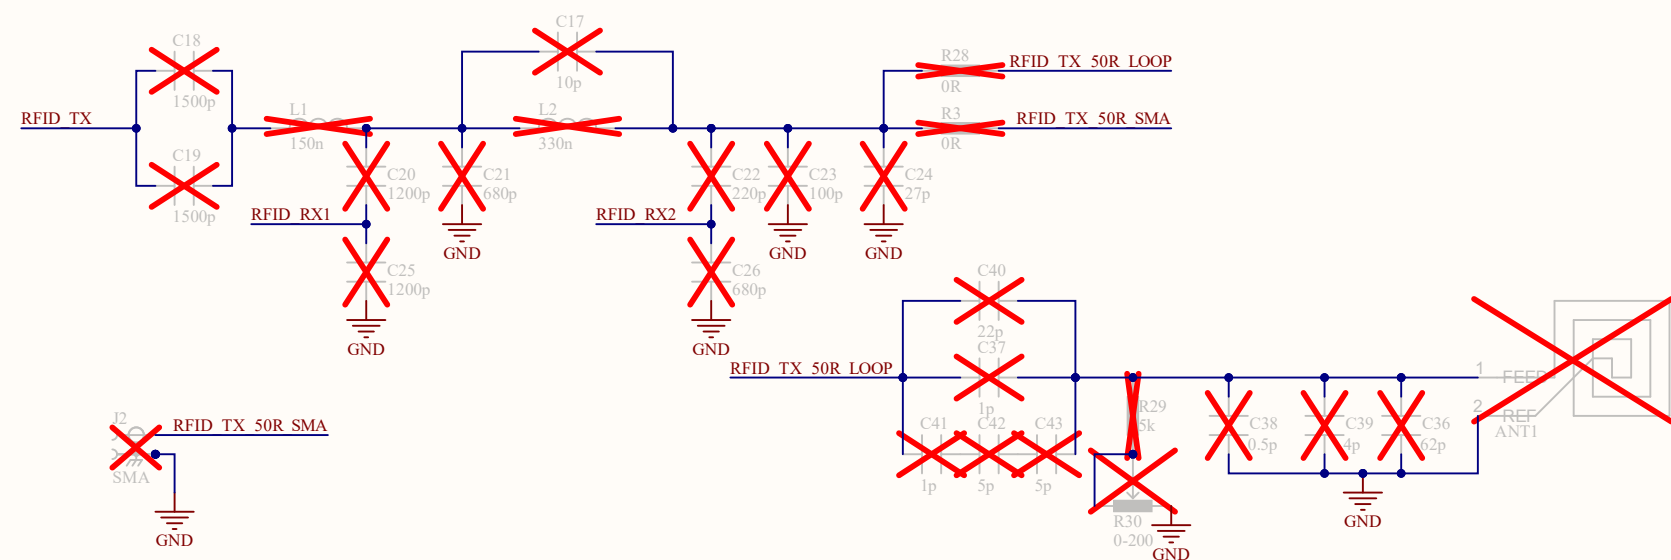 C17
10p
C18
1500p
R28
0R
RFID_TX_50R_LOOP
RFID_TX
L1
150n
L2
330n
R3
0R
RFID_TX_50R_SMA
C19
1500p
C20
1200p
C21
680p
C22
220p
C23
100p
C24
27p
RFID_RX1
RFID_RX2
GND
GND
GND
C25
1200p
C26
680p
GND
GND
C40
22p
RFID_TX_50R_LOOP
C37
1p
1
FEED
2
REF
ANT1
R29
5k
C38
0.5p
C39
4p
C36
62p
C41
1p
C42
5p
C43
5p
J2
RFID_TX_50R_SMA
SMA
GND
R30
0-200
GND
GND